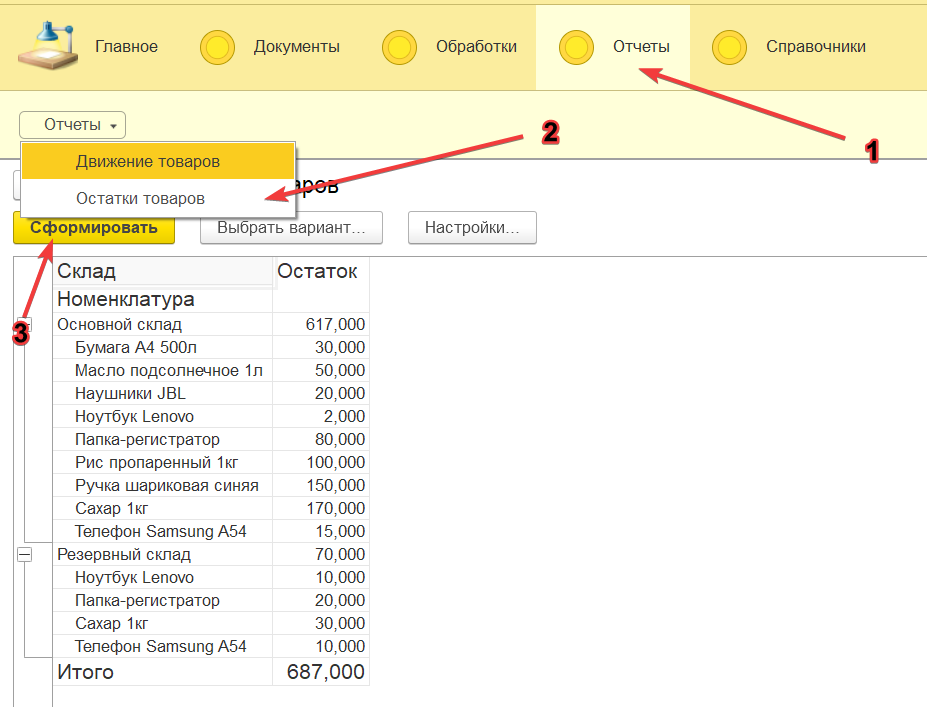 Главное Документы Обработки Отчеты Справочники
1
2
Отчеты
Движение товаров
Остатки товаров
аров
Сформировать Выбрать вариант... Настройки...
3
Склад Остаток
Номенклатура
Основной склад 617,000
Бумага А4 500л 30,000
Масло подсолнечное 1л 50,000
Наушники JBL 20,000
Ноутбук Lenovo 2,000
Папка-регистратор 80,000
Рис пропаренный 1кг 100,000
Ручка шариковая синяя 150,000
Сахар 1кг 170,000
Телефон Samsung A54 15,000
Резервный склад 70,000
Ноутбук Lenovo 10,000
Папка-регистратор 20,000
Сахар 1кг 30,000
Телефон Samsung A54 10,000
Итого 687,000